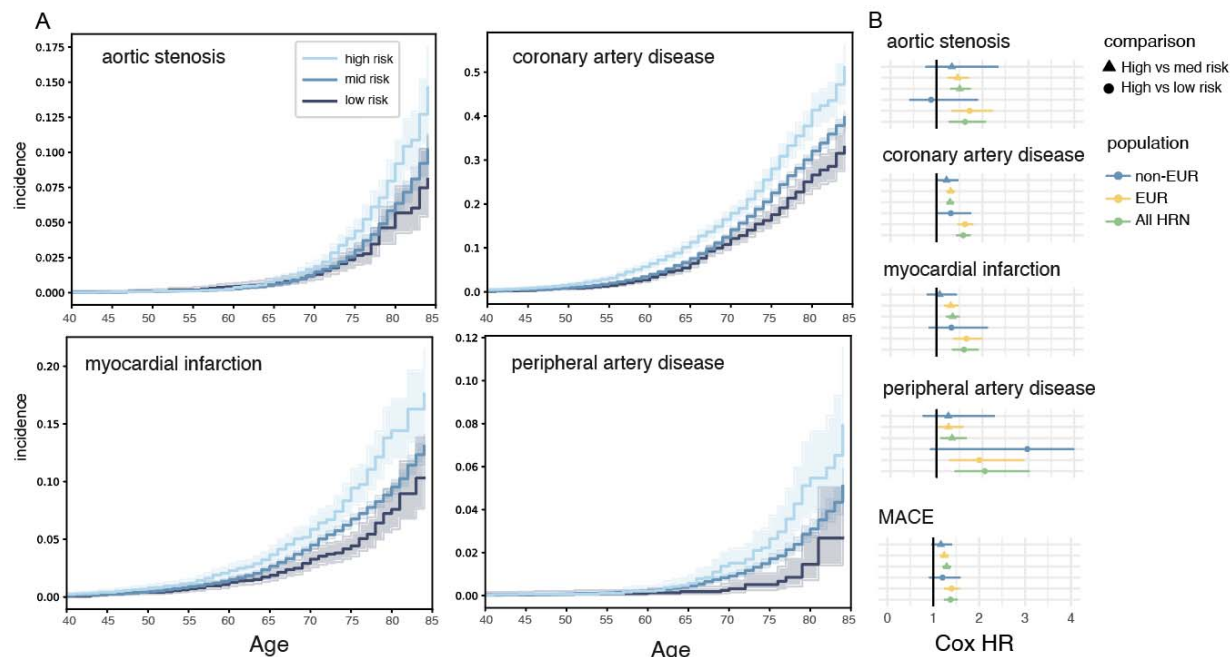 A
aortic stenosis
high risk
mid risk
low risk
incidence
0.175
0.150
0.125
0.100
0.075
0.050
0.025
0.000
40 45 50 55 60 65 70 75 80 85
coronary artery disease
0.5
0.4
0.3
0.2
0.1
0.0
40 45 50 55 60 65 70 75 80 85
myocardial infarction
incidence
0.20
0.15
0.10
0.05
0.00
40 45 50 55 60 65 70 75 80 85
Age
peripheral artery disease
0.12
0.10
0.08
0.06
0.04
0.02
0.00
40 45 50 55 60 65 70 75 80 85
Age
B
aortic stenosis
coronary artery disease
myocardial infarction
peripheral artery disease
MACE
0 1 2 3 4
Cox HR
comparison
High vs med risk
High vs low risk
population
non-EUR
EUR
All HRN